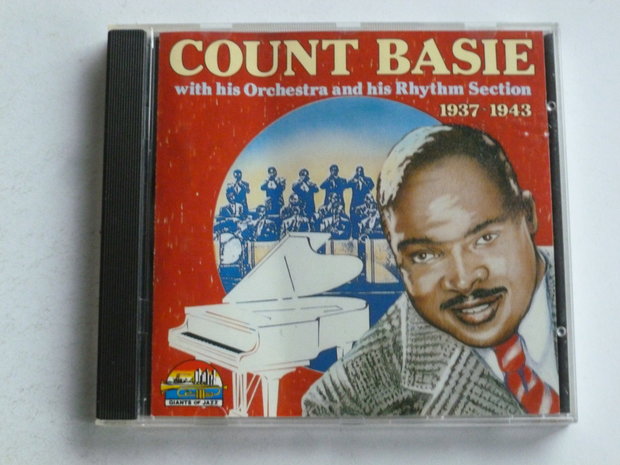 COUNT BASIE
with his Orchestra and his Rhythm Section
1937-1943
GIANTS OF JAZZ